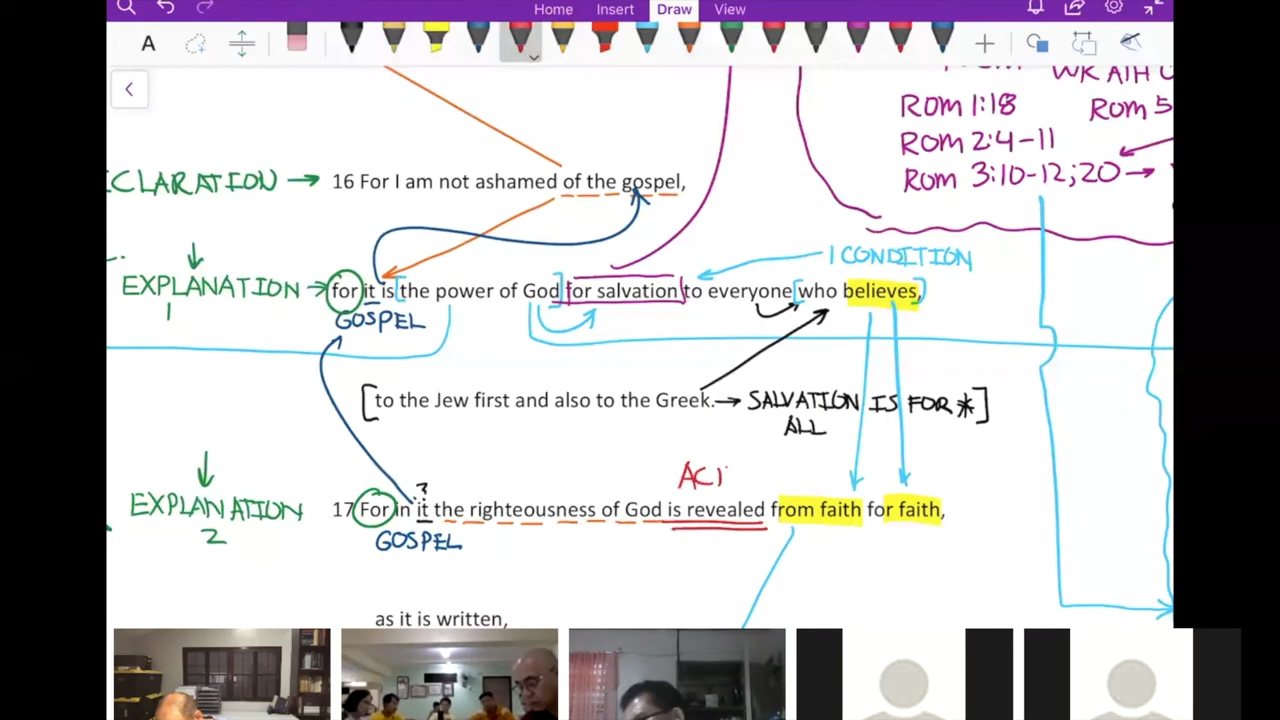 Home Insert Draw View
A
WRATH O
Rom 1:18 Rom 5
Rom 2:4-11
Rom 3:10-12;20 →
CLARATION → 16 For I am not ashamed of the gospel,
1 CONDITION
EXPLANATION → for it is [the power of God] for salvation to everyone [who believes,]
1
GOSPEL
[to the Jew first and also to the Greek. → SALVATION IS FOR *]
ALL
ACI
?
EXPLANATION 17 For in it the righteousness of God is revealed from faith for faith,
2
GOSPEL
as it is written,